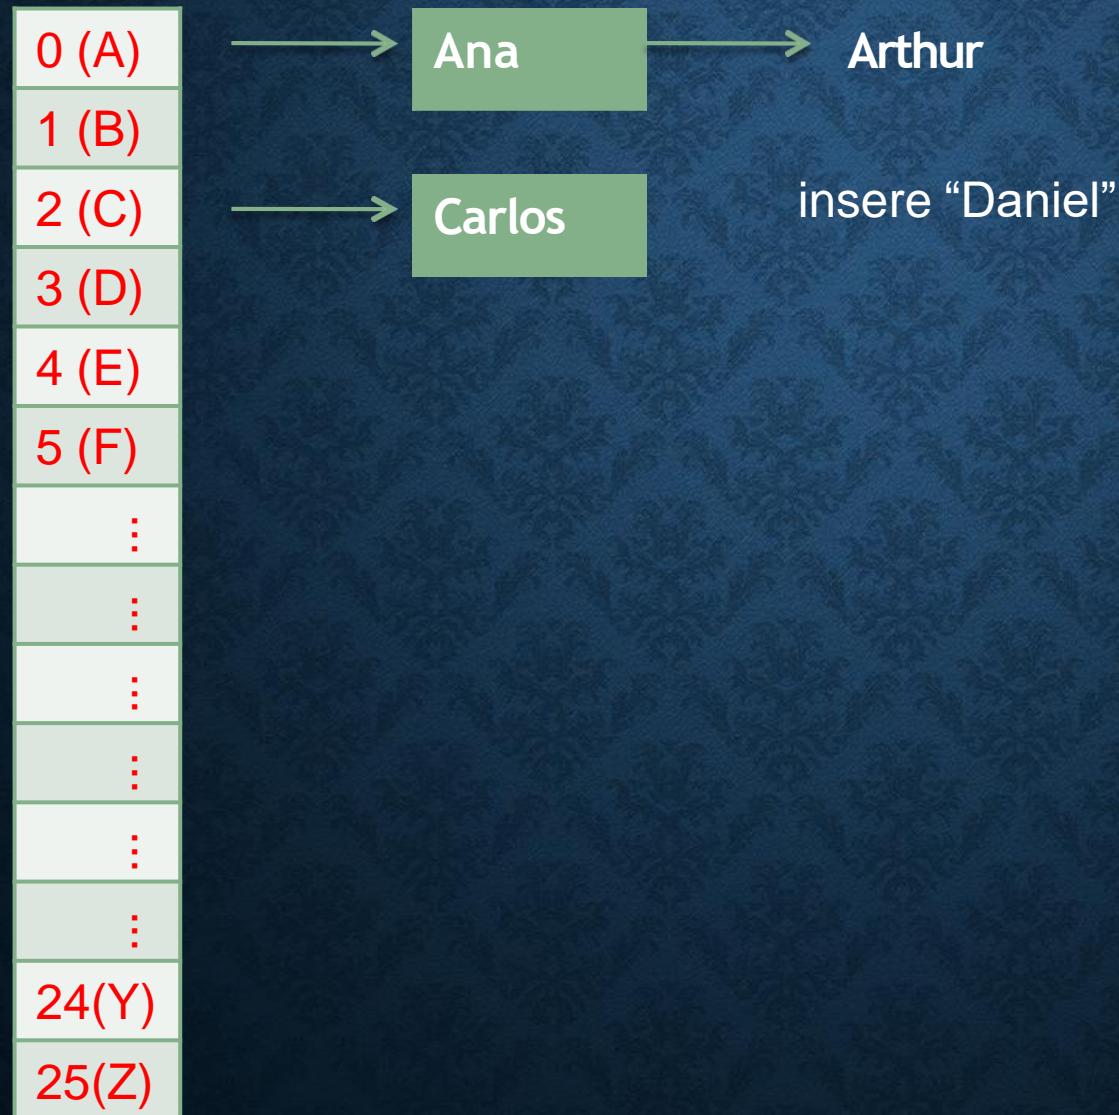 0 (A)
Ana
Arthur
1 (B)
2 (C)
Carlos
insere “Daniel”
3 (D)
4 (E)
5 (F)
...
...
...
...
...
...
24(Y)
25(Z)